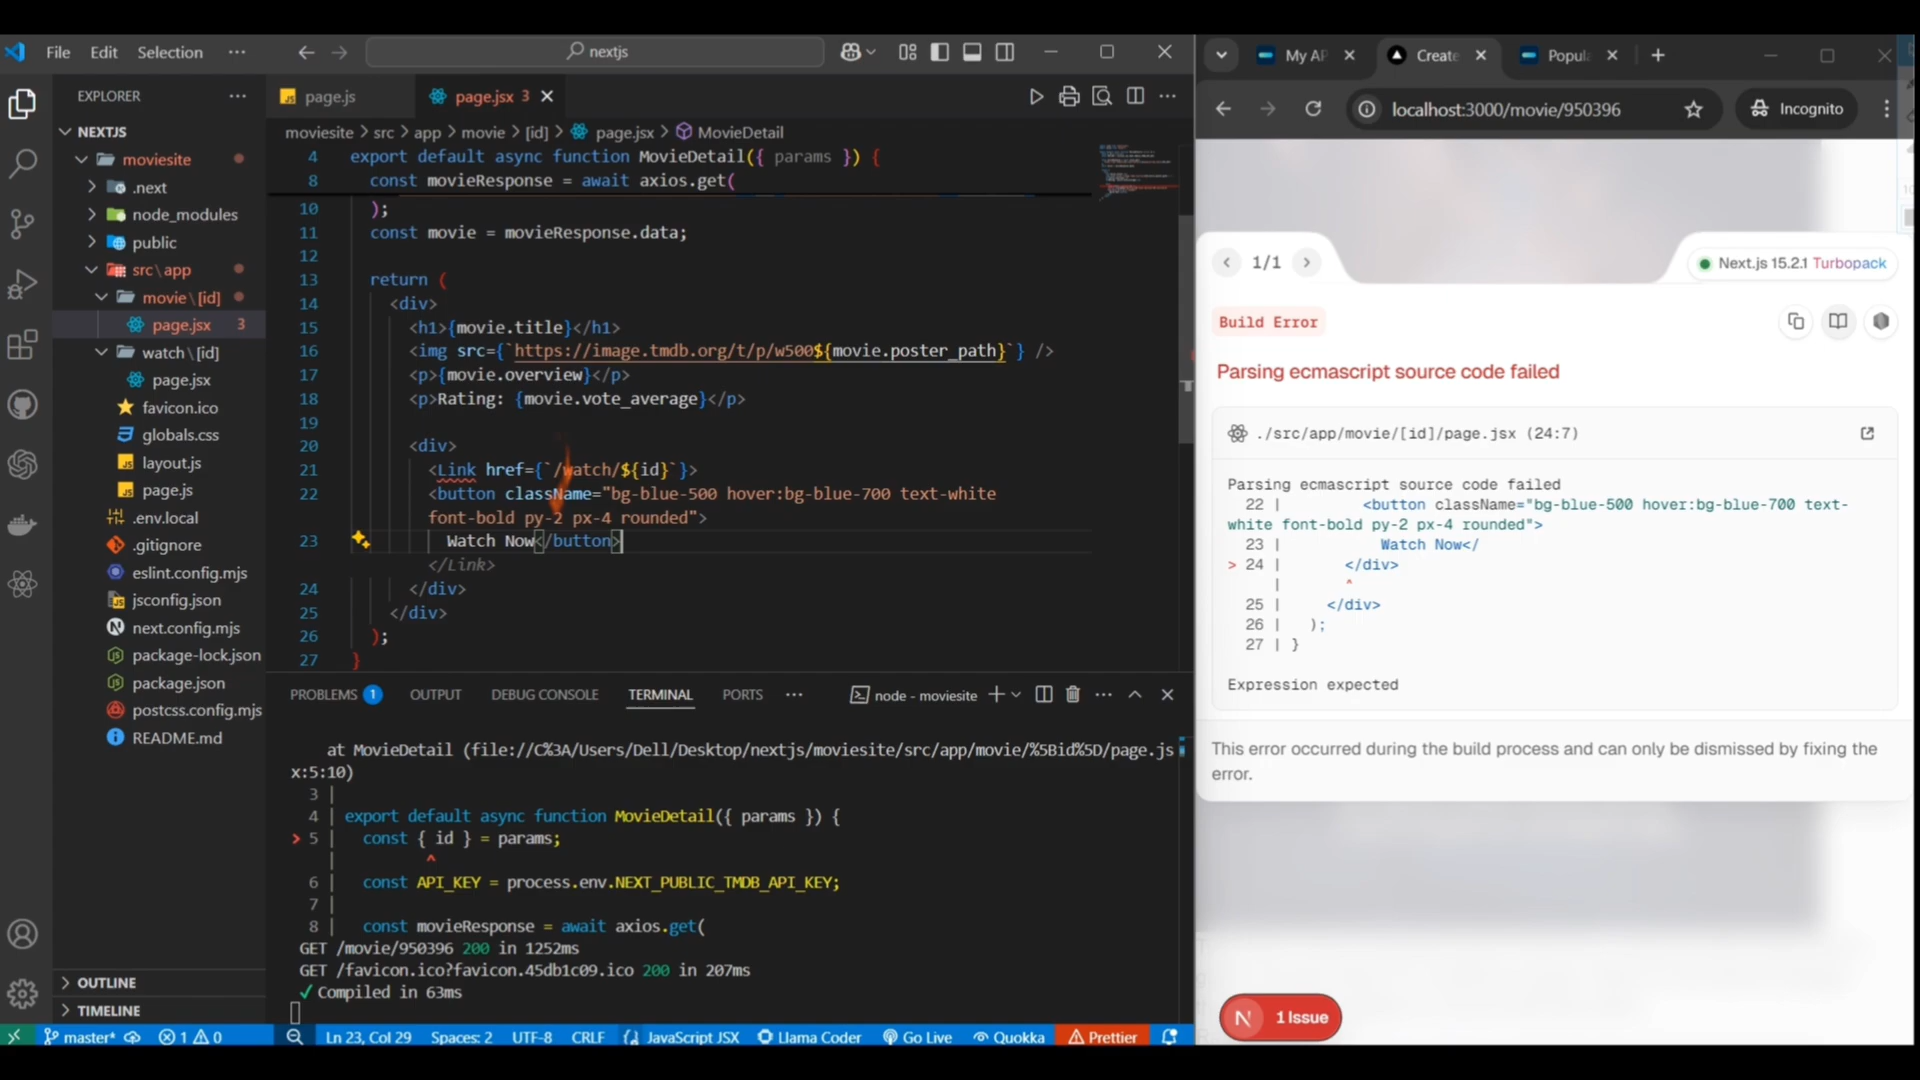 File Edit Selection ···
nextjs
EXPLORER ···
NEXTJS
moviesite
.next
node_modules
public
src\app
movie\[id]
page.jsx 3
watch\[id]
page.jsx
favicon.ico
globals.css
layout.js
page.js
.env.local
.gitignore
eslint.config.mjs
jsconfig.json
next.config.mjs
package-lock.json
package.json
postcss.config.mjs
README.md
OUTLINE
TIMELINE
page.js
page.jsx 3
moviesite > src > app > movie > [id] > page.jsx > MovieDetail
4 export default async function MovieDetail({ params }) {
8 const movieResponse = await axios.get(
10 );
11 const movie = movieResponse.data;
12
13 return (
14 <div>
15 <h1>{movie.title}</h1>
16 <img src={`https://image.tmdb.org/t/p/w500${movie.poster_path}`} />
17 <p>{movie.overview}</p>
18 <p>Rating: {movie.vote_average}</p>
19
20 <div>
21 <Link href={`/watch/${id}`}>
22 <button className="bg-blue-500 hover:bg-blue-700 text-white
font-bold py-2 px-4 rounded">
23 Watch Now</button>
</Link>
24 </div>
25 </div>
26 );
27 }
PROBLEMS 1 OUTPUT DEBUG CONSOLE TERMINAL PORTS ··· node - moviesite
at MovieDetail (file://C%3A/Users/Dell/Desktop/nextjs/moviesite/src/app/movie/%5Bid%5D/page.js
x:5:10)
3 |
4 | export default async function MovieDetail({ params }) {
> 5 | const { id } = params;
| ^
6 | const API_KEY = process.env.NEXT_PUBLIC_TMDB_API_KEY;
7 |
8 | const movieResponse = await axios.get(
GET /movie/950396 200 in 1252ms
GET /favicon.ico?favicon.45db1c09.ico 200 in 207ms
✓ Compiled in 63ms
master* 1 0 Ln 23, Col 29 Spaces: 2 UTF-8 CRLF JavaScript JSX Llama Coder Go Live Quokka Prettier
My AP
Create
Popula
localhost:3000/movie/950396
Incognito
1/1
Next.js 15.2.1 Turbopack
Build Error
Parsing ecmascript source code failed
./src/app/movie/[id]/page.jsx (24:7)
Parsing ecmascript source code failed
22 | <button className="bg-blue-500 hover:bg-blue-700 text-
white font-bold py-2 px-4 rounded">
23 | Watch Now</
> 24 | </div>
| ^
25 | </div>
26 | );
27 | }
Expression expected
This error occurred during the build process and can only be dismissed by fixing the
error.
N 1 Issue